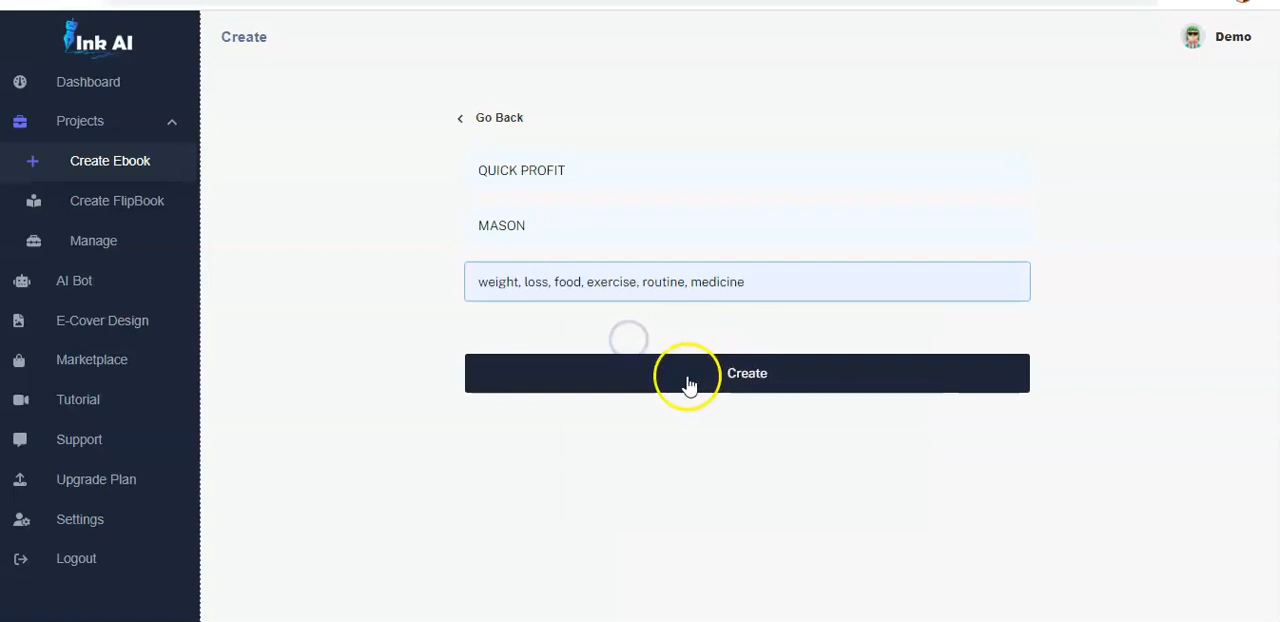 Ink AI
Create
Demo
Dashboard
Projects
Create Ebook
Create FlipBook
Manage
AI Bot
E-Cover Design
Marketplace
Tutorial
Support
Upgrade Plan
Settings
Logout
Go Back
QUICK PROFIT
MASON
weight, loss, food, exercise, routine, medicine
Create